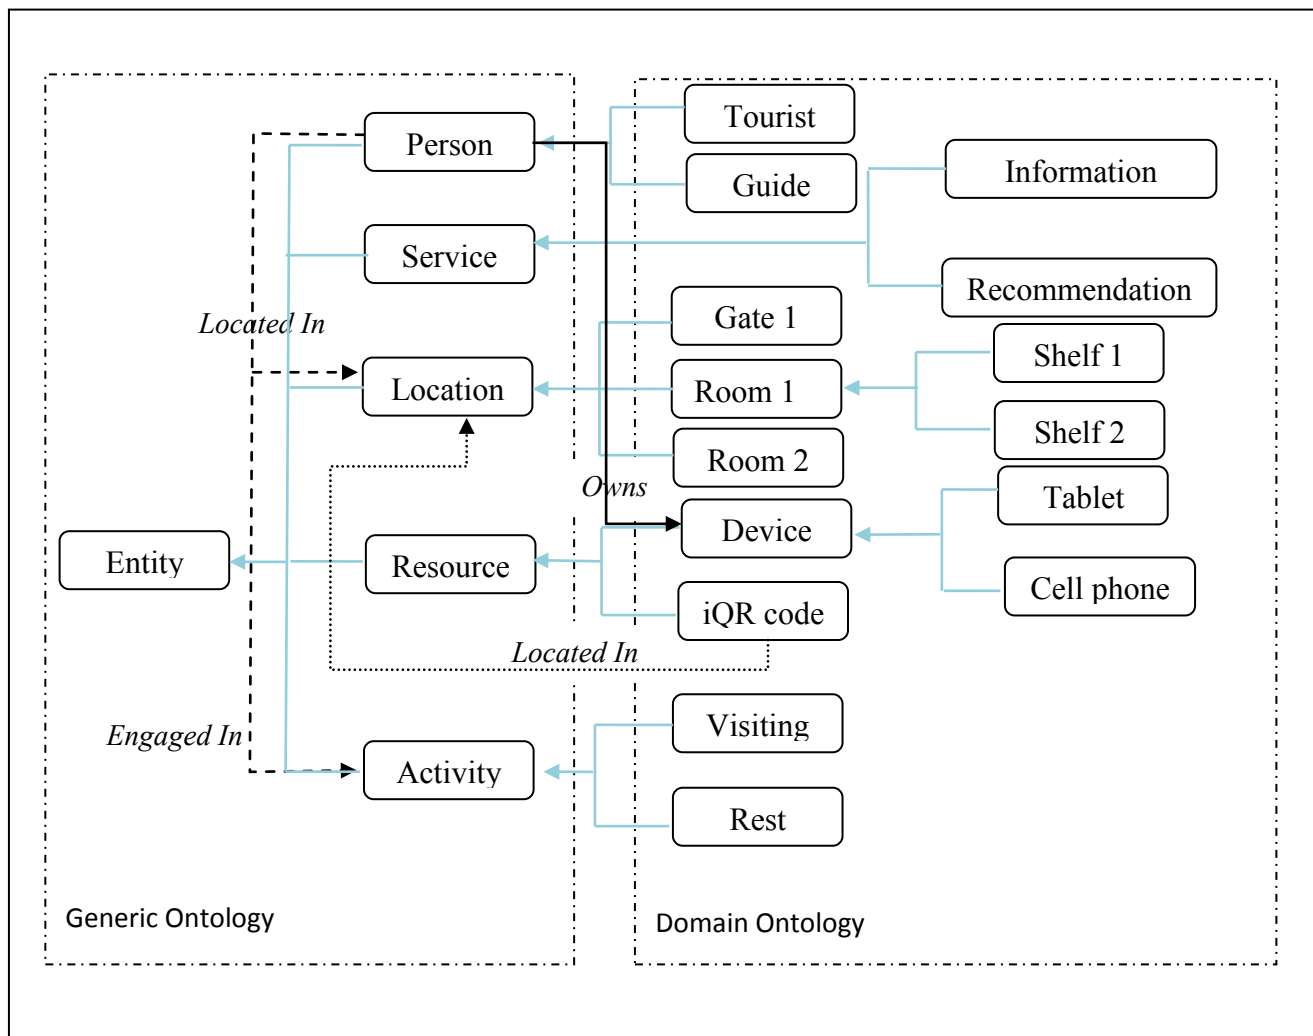 Tourist
Person
Information
Guide
Service
Recommendation
Gate 1
Located In
Shelf 1
Location
Room 1
Shelf 2
Room 2
Owns
Tablet
Device
Entity
Resource
Cell phone
iQR code
Located In
Visiting
Engaged In
Activity
Rest
Generic Ontology
Domain Ontology